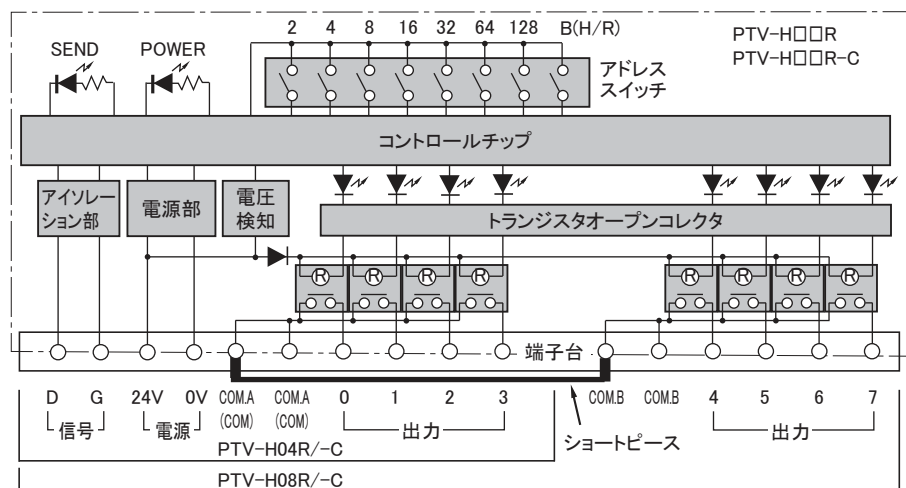 SEND
POWER
2 4 8 16 32 64 128 B(H/R)
PTV-H□□R
PTV-H□□R-C
アドレス
スイッチ
コントロールチップ
アイソレー
ション部
電源部
電圧
検知
トランジスタオープンコレクタ
R R R R R R R R
端子台
D G 24V 0V COM.A COM.A 0 1 2 3 COM.B COM.B 4 5 6 7
(COM) (COM)
信号 電源 出力 ショートピース 出力
PTV-H04R/-C
PTV-H08R/-C